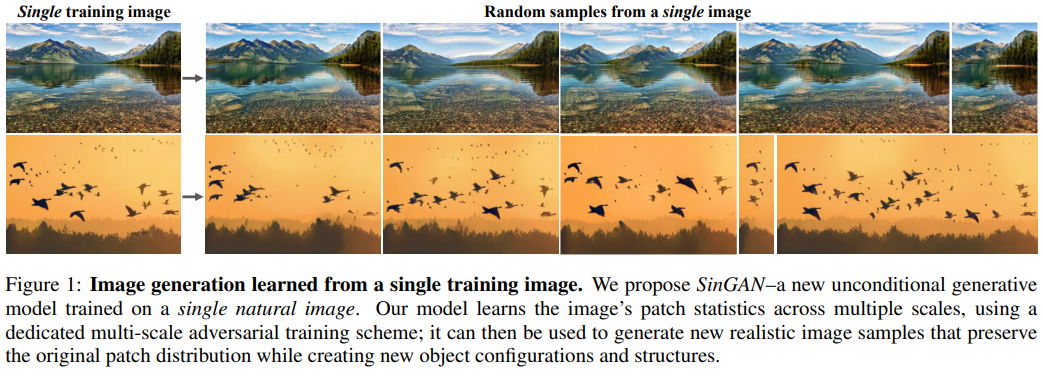 Single training image
Random samples from a single image
Figure 1: Image generation learned from a single training image. We propose SinGAN–a new unconditional generative
model trained on a single natural image. Our model learns the image's patch statistics across multiple scales, using a
dedicated multi-scale adversarial training scheme; it can then be used to generate new realistic image samples that preserve
the original patch distribution while creating new object configurations and structures.